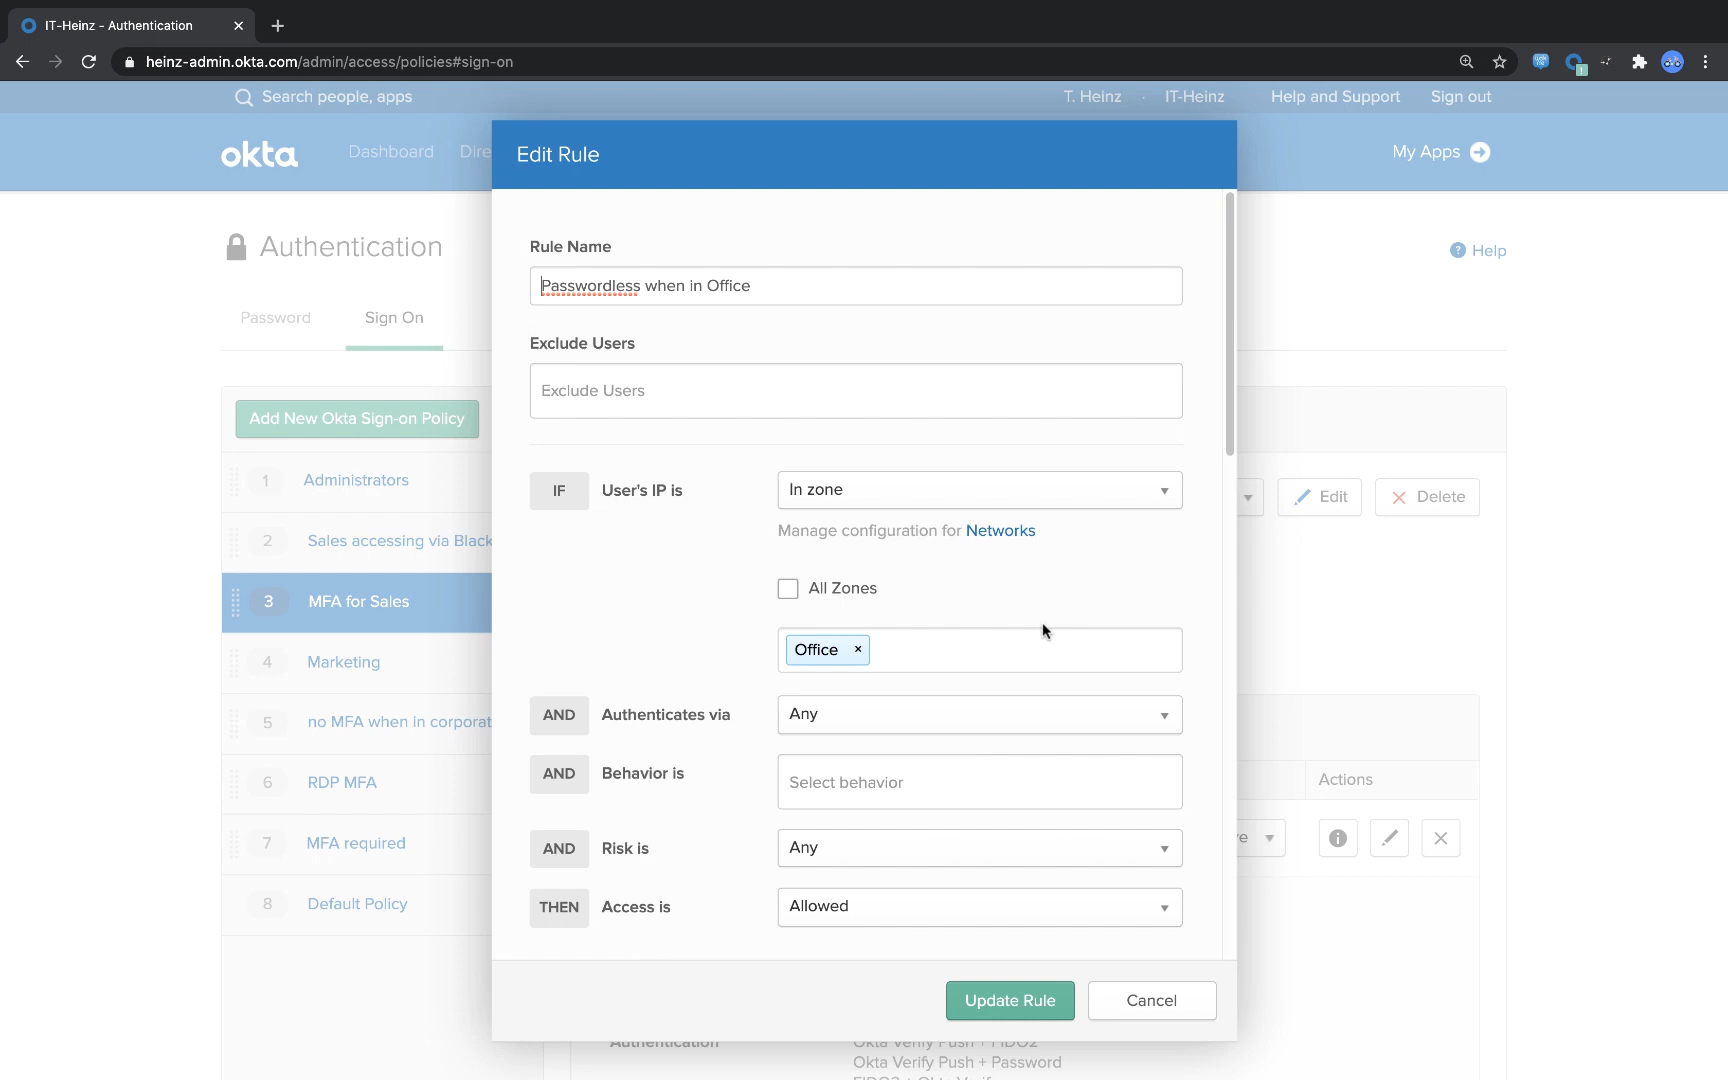 IT-Heinz - Authentication
heinz-admin.okta.com/admin/access/policies#sign-on
Search people, apps
T. Heinz · IT-Heinz Help and Support Sign out
okta Dashboard Dire My Apps
Edit Rule
Authentication
Help
Password Sign On
Rule Name
Passwordless when in Office
Exclude Users
Exclude Users
Add New Okta Sign-on Policy
1 Administrators
2 Sales accessing via Black
3 MFA for Sales
4 Marketing
5 no MFA when in corporat
6 RDP MFA
7 MFA required
8 Default Policy
IF User's IP is In zone
Manage configuration for Networks
All Zones
Office ×
AND Authenticates via Any
AND Behavior is Select behavior
AND Risk is Any
THEN Access is Allowed
Edit Delete
Actions
Update Rule Cancel
Authentication
Okta Verify Push + FIDO2
Okta Verify Push + Password